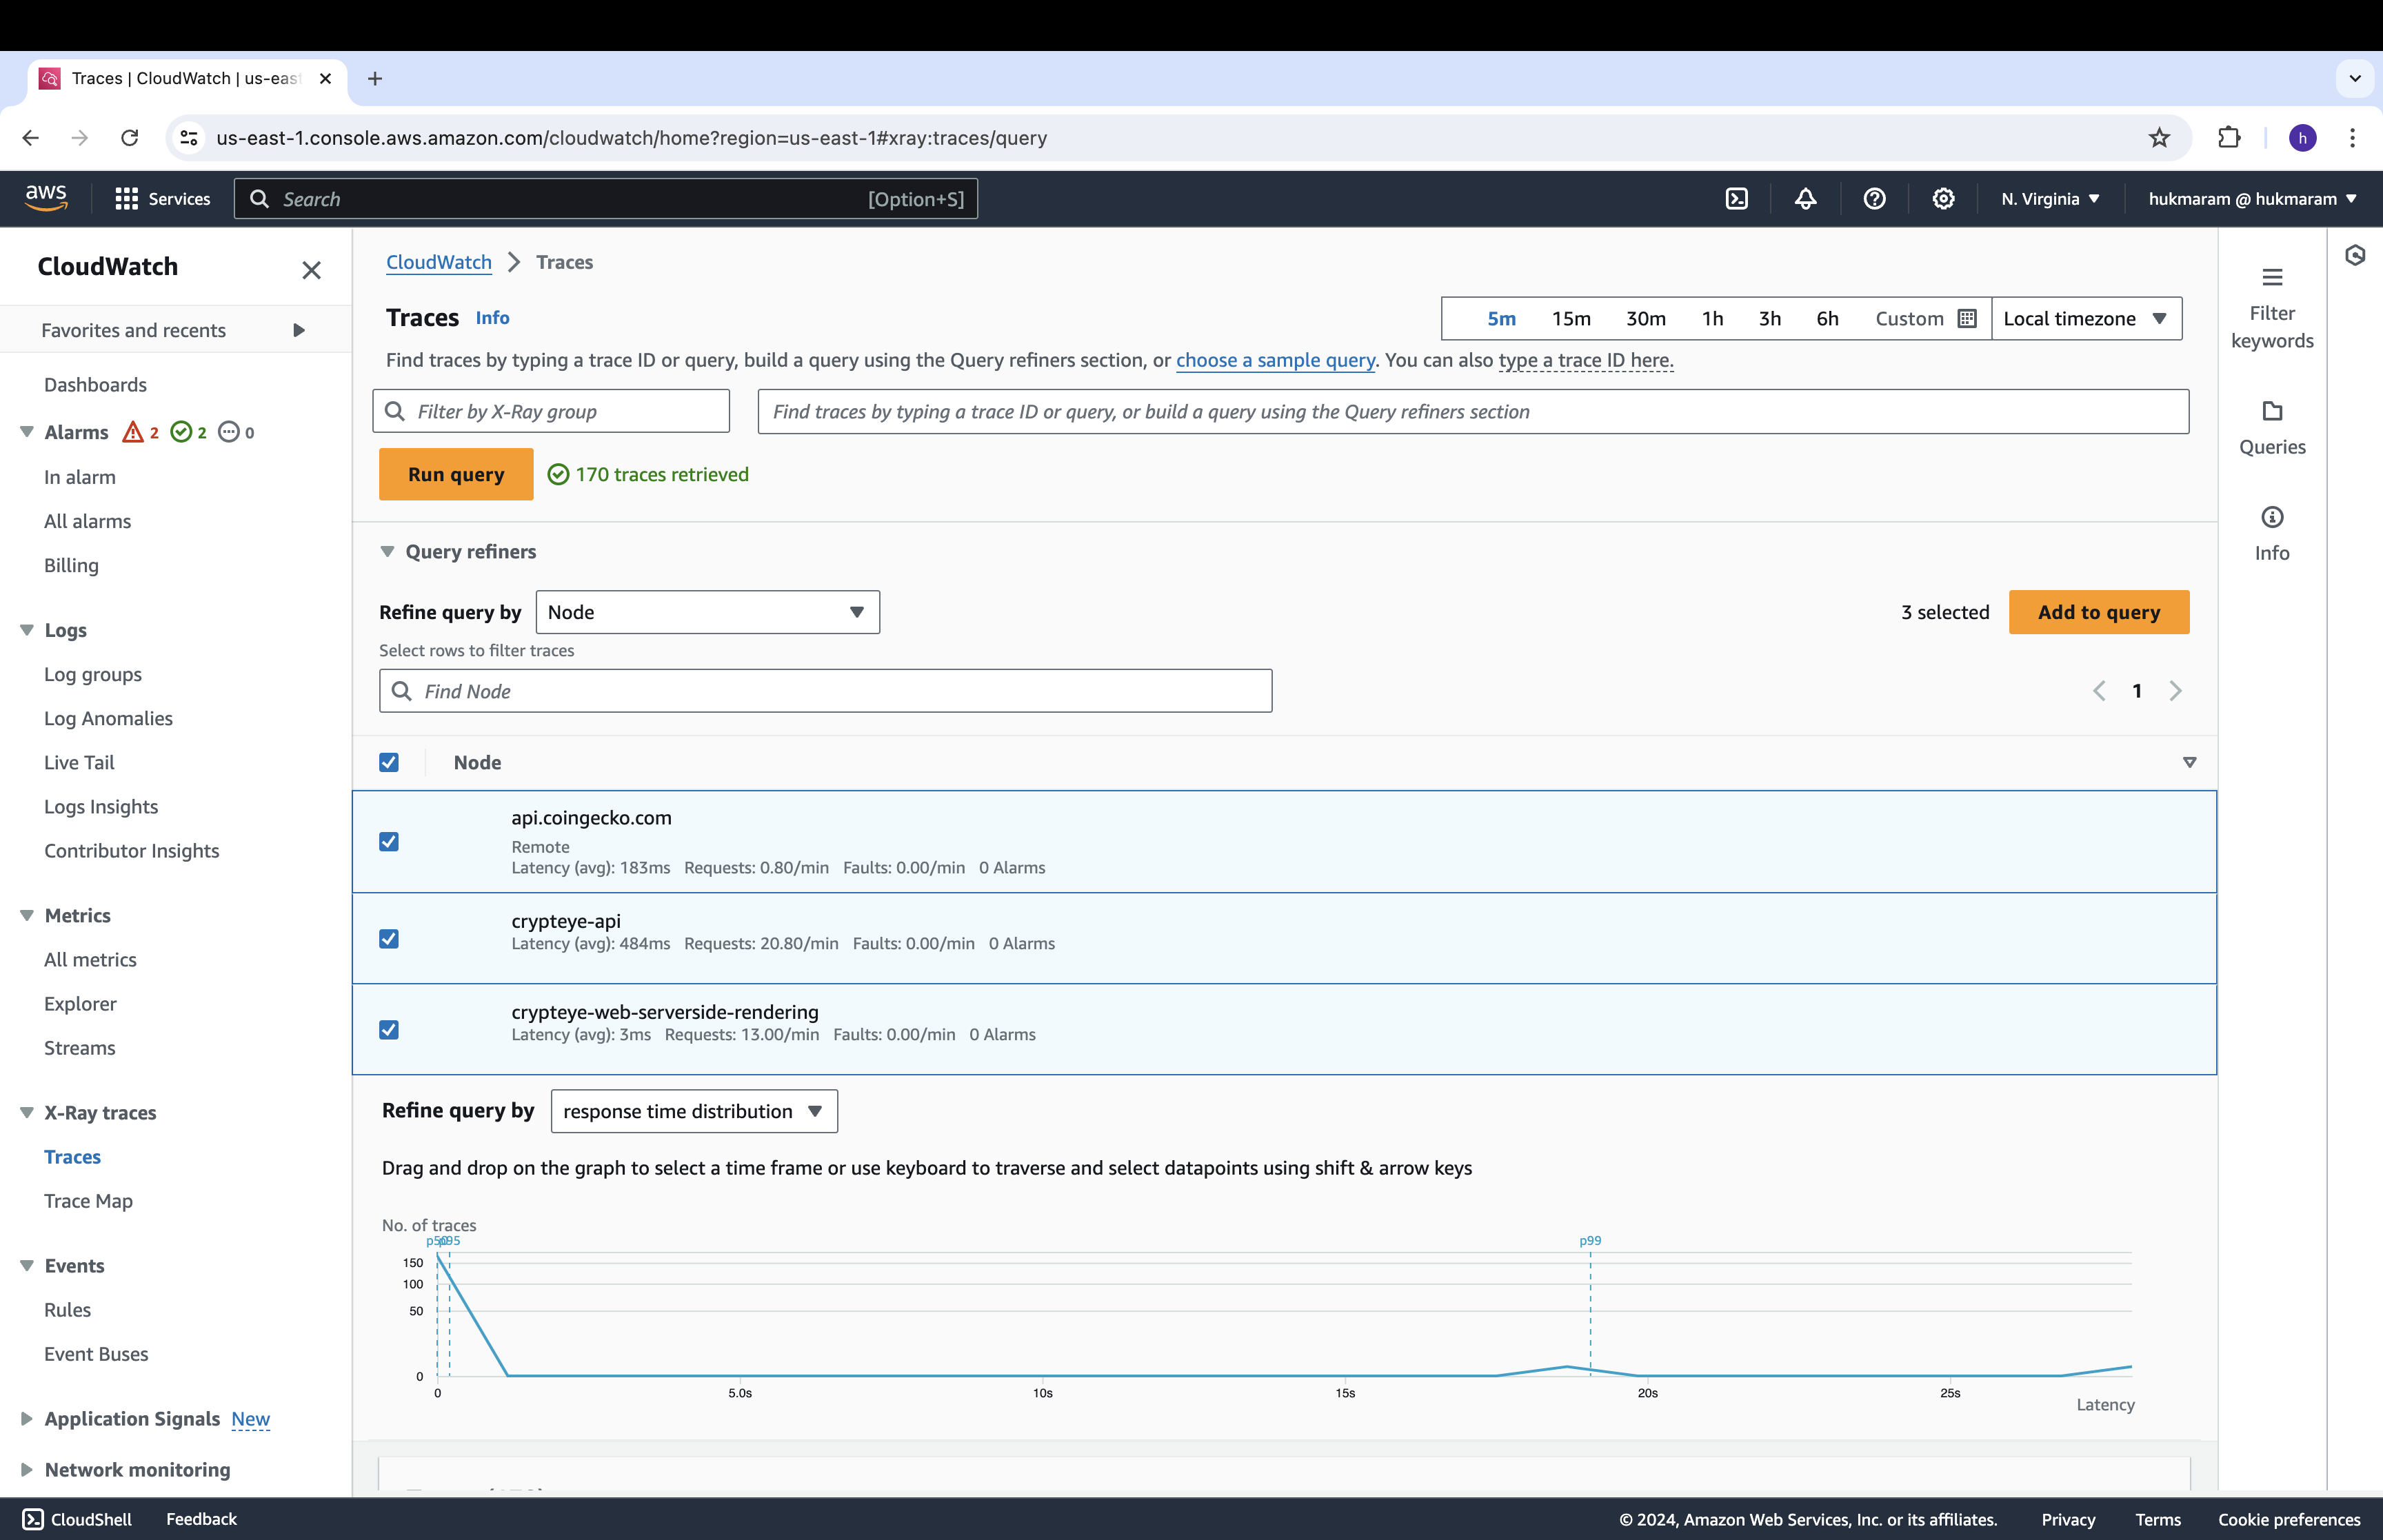 Traces | CloudWatch | us-east
us-east-1.console.aws.amazon.com/cloudwatch/home?region=us-east-1#xray:traces/query
h
aws
Services
Search
[Option+S]
N. Virginia
hukmaram @ hukmaram
CloudWatch
Favorites and recents
Dashboards
Alarms 2 2 0
In alarm
All alarms
Billing
Logs
Log groups
Log Anomalies
Live Tail
Logs Insights
Contributor Insights
Metrics
All metrics
Explorer
Streams
X-Ray traces
Traces
Trace Map
Events
Rules
Event Buses
Application Signals New
Network monitoring
CloudWatch > Traces
Traces Info
5m 15m 30m 1h 3h 6h Custom Local timezone
Find traces by typing a trace ID or query, build a query using the Query refiners section, or choose a sample query. You can also type a trace ID here.
Filter by X-Ray group
Find traces by typing a trace ID or query, or build a query using the Query refiners section
Run query
170 traces retrieved
Query refiners
Refine query by Node
3 selected
Add to query
Select rows to filter traces
Find Node
1
Node
api.coingecko.com
Remote
Latency (avg): 183ms Requests: 0.80/min Faults: 0.00/min 0 Alarms
crypteye-api
Latency (avg): 484ms Requests: 20.80/min Faults: 0.00/min 0 Alarms
crypteye-web-serverside-rendering
Latency (avg): 3ms Requests: 13.00/min Faults: 0.00/min 0 Alarms
Refine query by response time distribution
Drag and drop on the graph to select a time frame or use keyboard to traverse and select datapoints using shift & arrow keys
No. of traces
p50 p95 p99
150
100
50
0
0 5.0s 10s 15s 20s 25s
Latency
Filter
keywords
Queries
Info
CloudShell
Feedback
© 2024, Amazon Web Services, Inc. or its affiliates.
Privacy
Terms
Cookie preferences